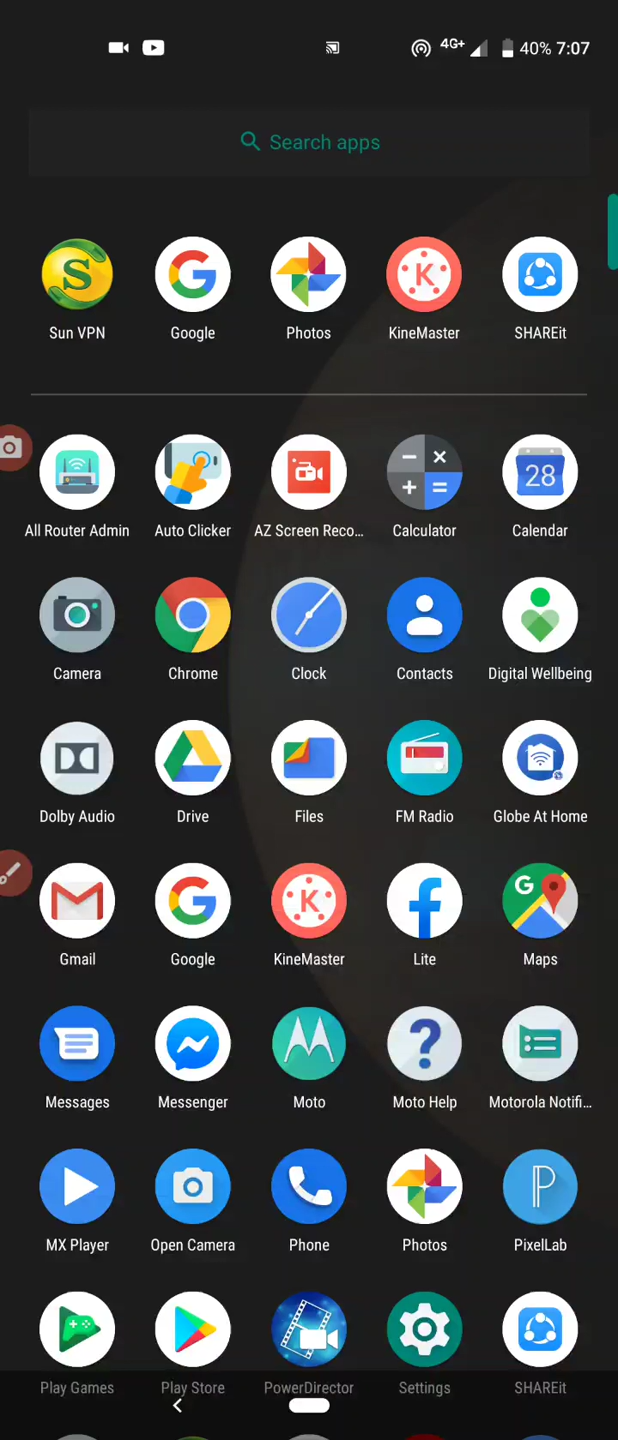 4G+ 40% 7:07
Search apps
S
K
Sun VPN Google Photos KineMaster SHAREit
28
All Router Admin Auto Clicker AZ Screen Reco... Calculator Calendar
Camera Chrome Clock Contacts Digital Wellbeing
Dolby Audio Drive Files FM Radio Globe At Home
K G
Gmail Google KineMaster Lite Maps
?
Messages Messenger Moto Moto Help Motorola Notifi...
MX Player Open Camera Phone Photos PixelLab
Play Games Play Store PowerDirector Settings SHAREit